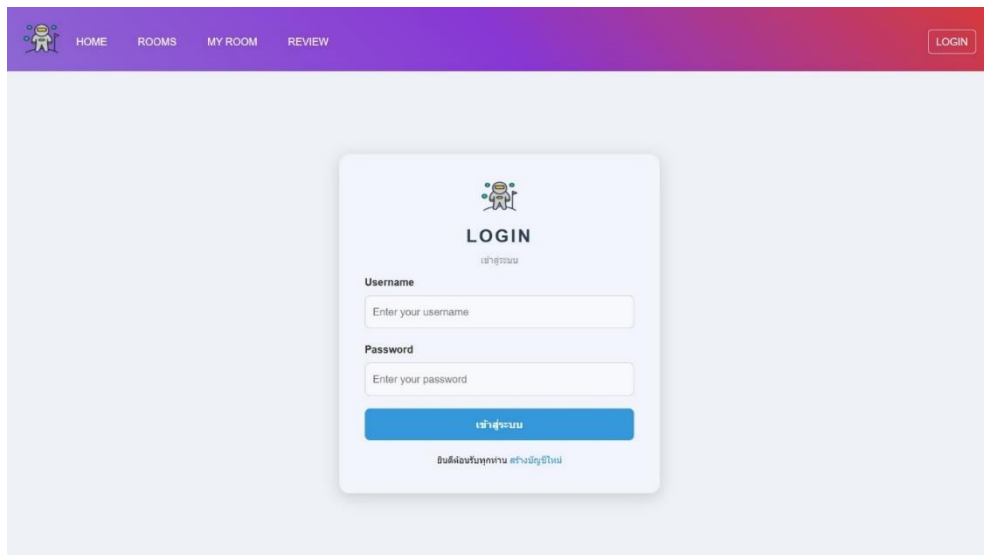 HOME ROOMS MY ROOM REVIEW LOGIN
LOGIN
เข้าสู่ระบบ
Username
Enter your username
Password
Enter your password
เข้าสู่ระบบ
ยินดีต้อนรับทุกท่าน สร้างบัญชีใหม่